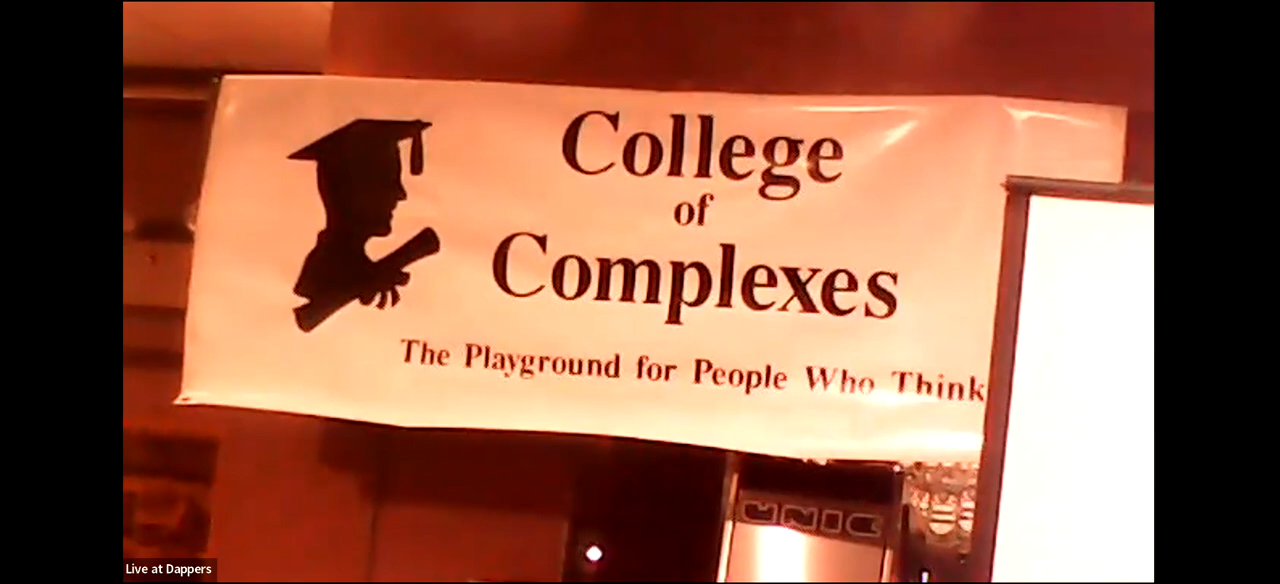 College
of
Complexes
The Playground for People Who Think
Live at Dappers